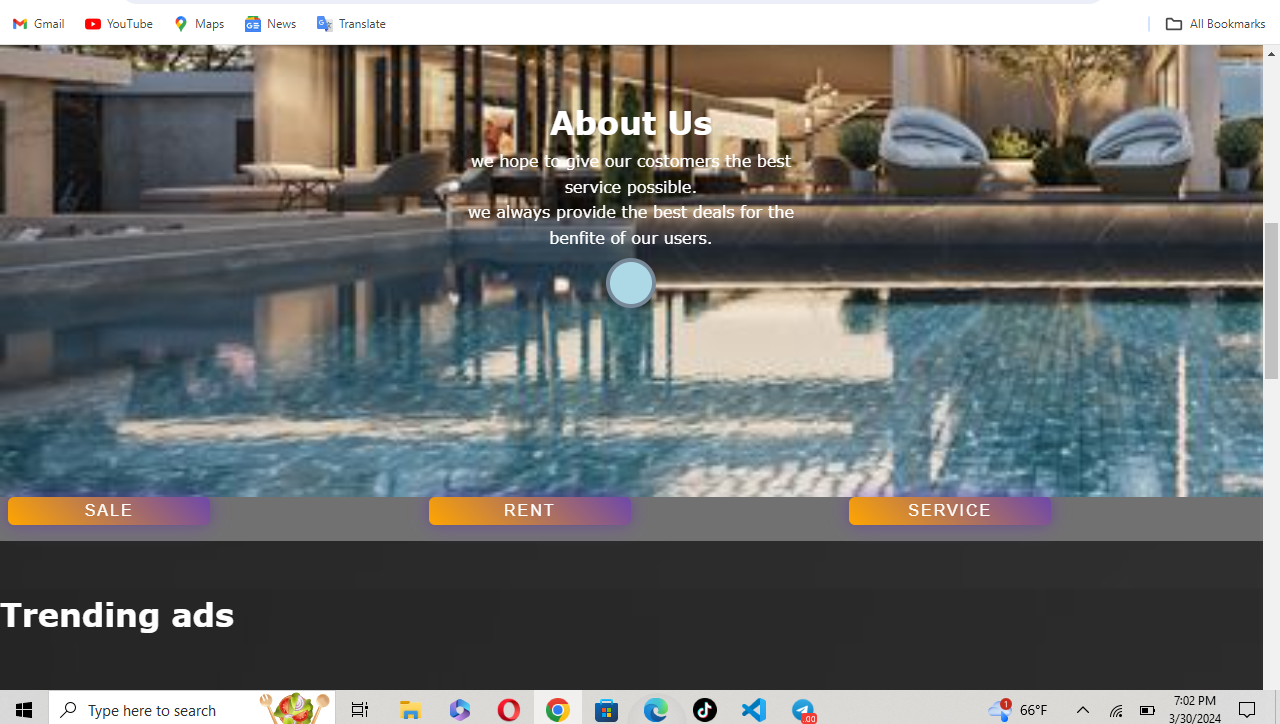 Gmail YouTube Maps News Translate All Bookmarks
About Us
we hope to give our costomers the best
service possible.
we always provide the best deals for the
benfite of our users.
SALE RENT SERVICE
Trending ads
Type here to search 1 66°F .00 7:02 PM
3/30/2024